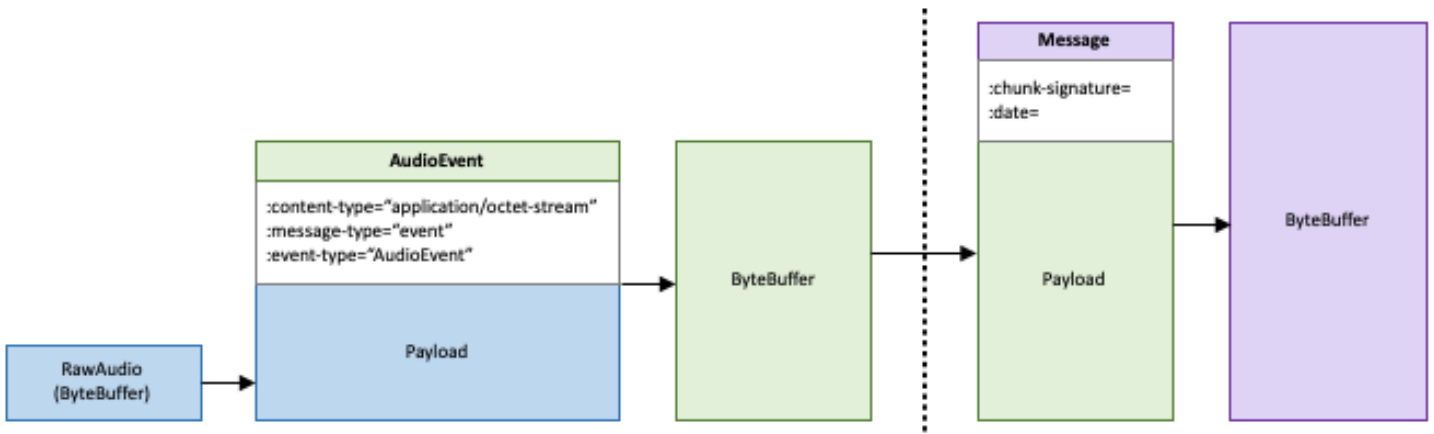 RawAudio
(ByteBuffer)
AudioEvent
:content-type=“application/octet-stream”
:message-type=“event”
:event-type=“AudioEvent”
Payload
ByteBuffer
Message
:chunk-signature=
:date=
Payload
ByteBuffer